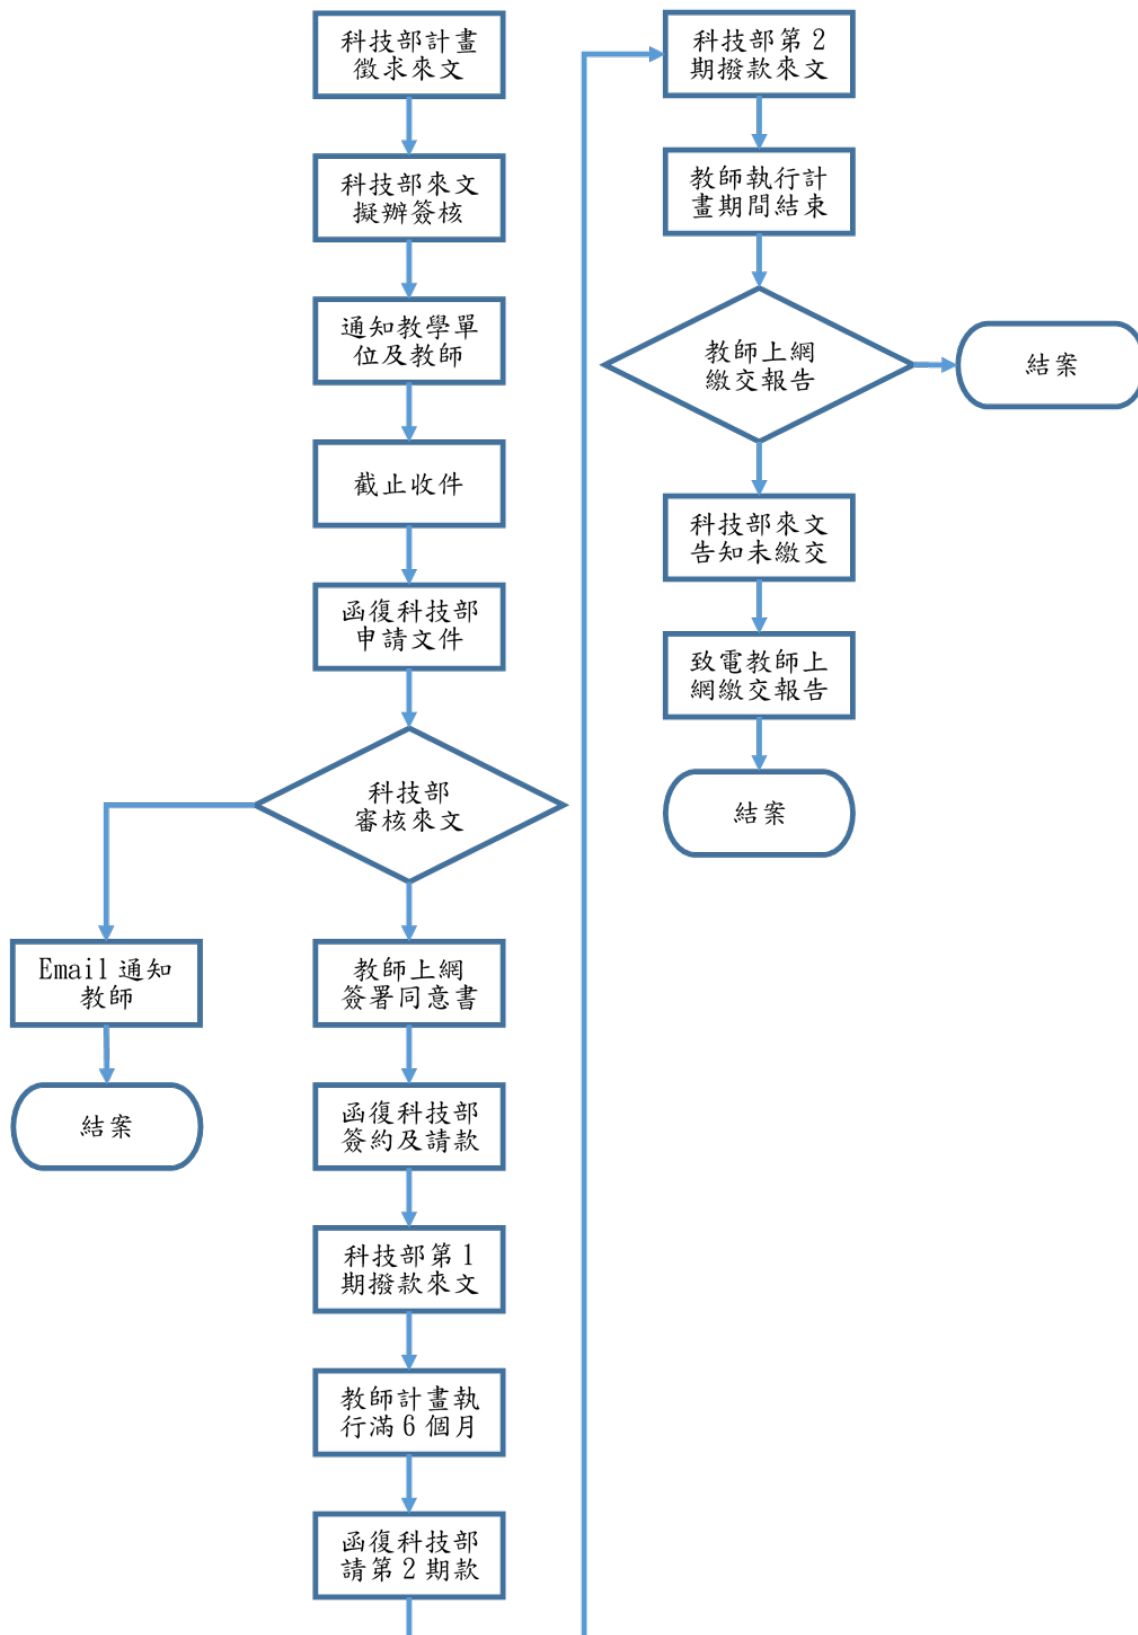 科技部計畫
徵求來文
科技部來文
擬辦簽核
通知教學單
位及教師
截止收件
函復科技部
申請文件
科技部
審核來文
Email 通知
教師
結案
教師上網
簽署同意書
函復科技部
簽約及請款
科技部第 1
期撥款來文
教師計畫執
行滿 6 個月
函復科技部
請第 2 期款
科技部第 2
期撥款來文
教師執行計
畫期間結束
教師上網
繳交報告
結案
科技部來文
告知未繳交
致電教師上
網繳交報告
結案